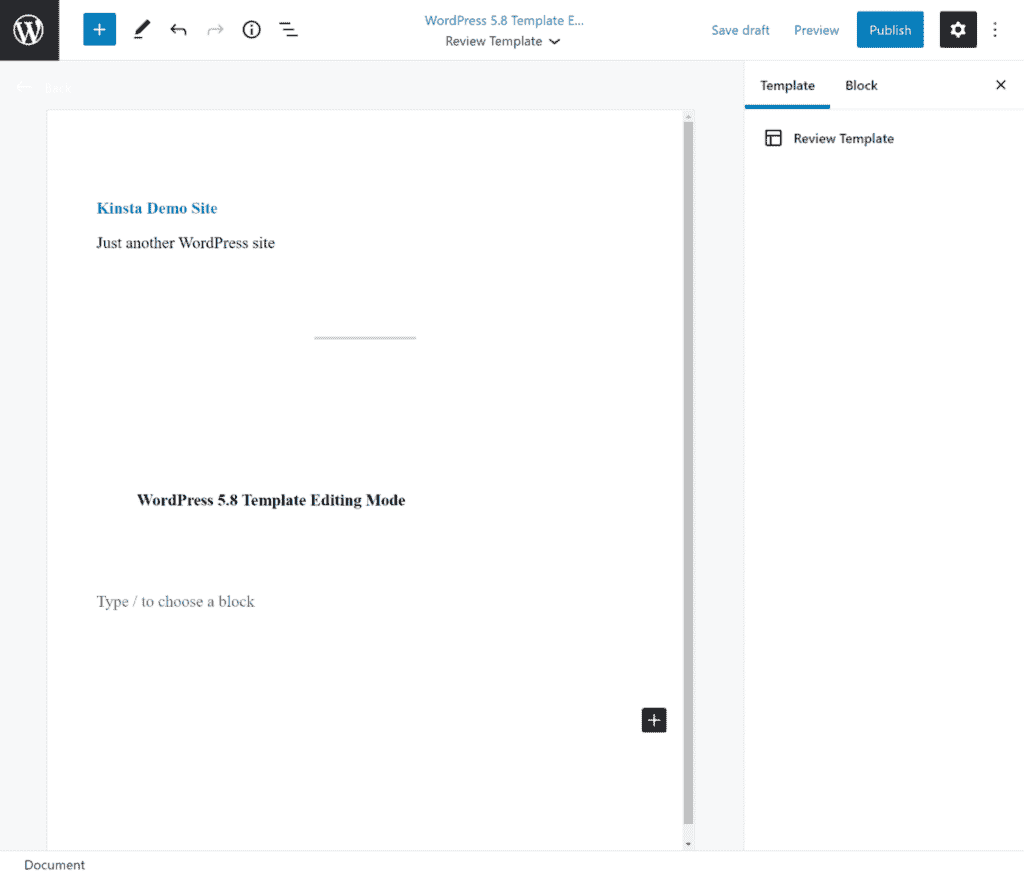 WordPress 5.8 Template E...
Review Template
Save draft
Preview
Publish
Back
Template
Block
Review Template
Kinsta Demo Site
Just another WordPress site
WordPress 5.8 Template Editing Mode
Type / to choose a block
Document